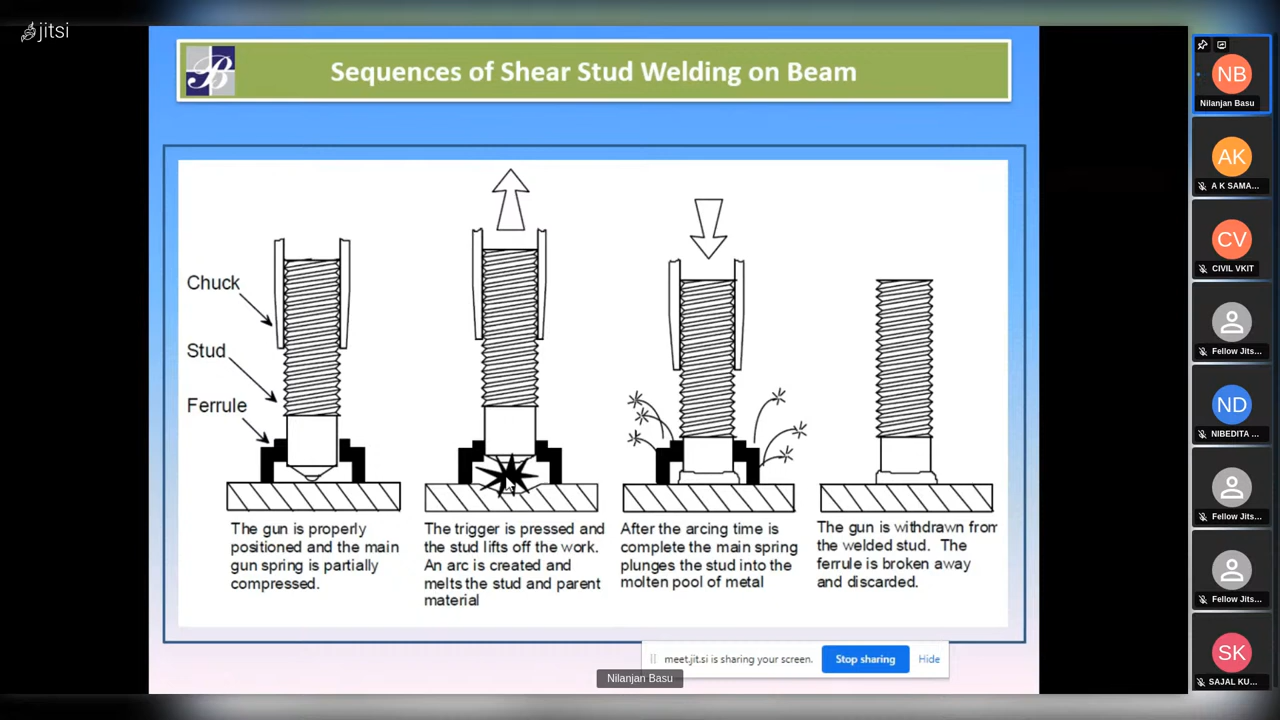 jitsi
Sequences of Shear Stud Welding on Beam
Chuck
Stud
Ferrule
The gun is properly
positioned and the main
gun spring is partially
compressed.
The trigger is pressed and
the stud lifts off the work.
An arc is created and
melts the stud and parent
material
After the arcing time is
complete the main spring
plunges the stud into the
molten pool of metal
The gun is withdrawn from
the welded stud. The
ferrule is broken away
and discarded.
meet.jit.si is sharing your screen.
Stop sharing
Hide
Nilanjan Basu
NB
Nilanjan Basu
AK
A K SAMA...
CV
CIVIL VKIT
Fellow Jits...
ND
NIBEDITA ...
Fellow Jits...
Fellow Jits...
SK
SAJAL KU...